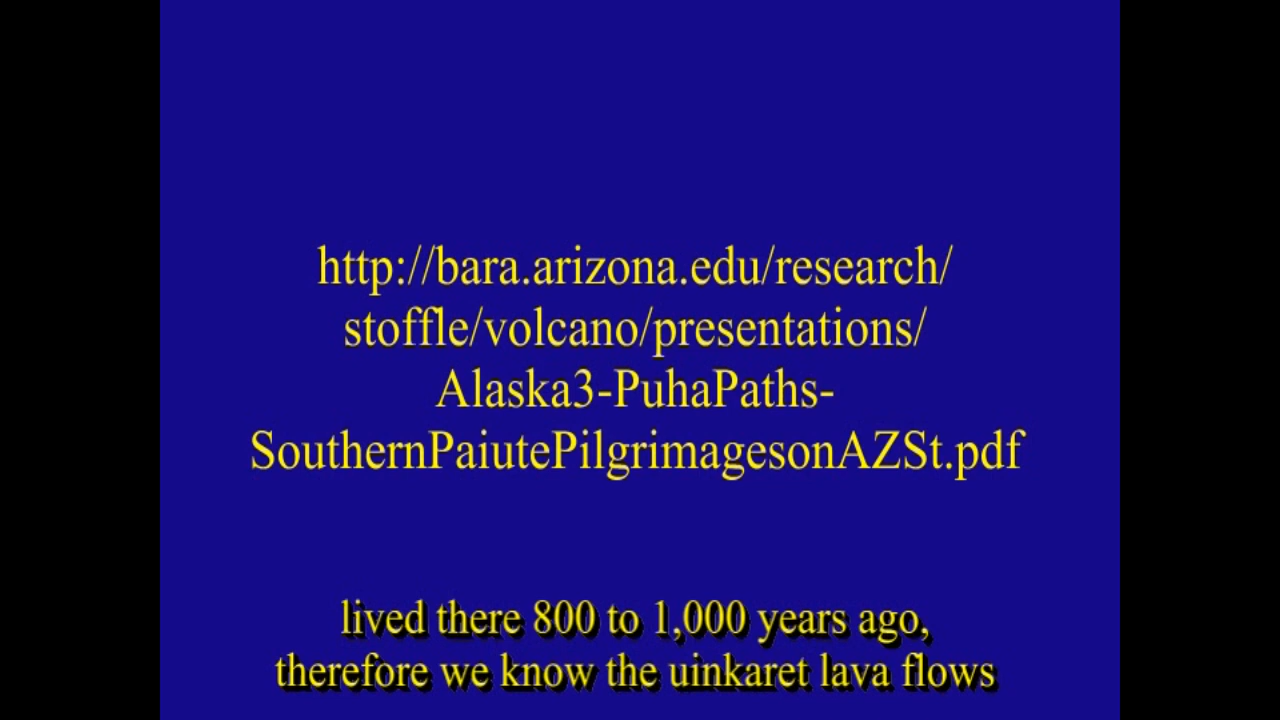 http://bara.arizona.edu/research/
stoffle/volcano/presentations/
Alaska3-PuhaPaths-
SouthernPaiutePilgrimagesonAZSt.pdf
lived there 800 to 1,000 years ago,
therefore we know the uinkaret lava flows